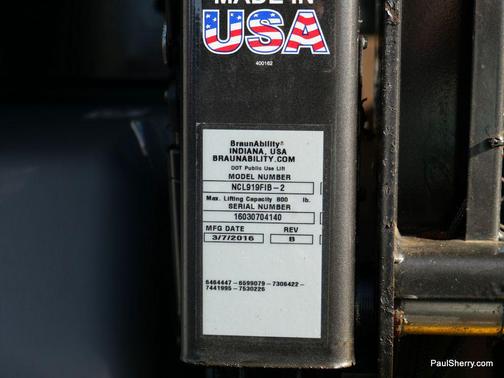 MADE IN
USA
400162
BraunAbility®
INDIANA, USA
BRAUNABILITY.COM
DOT Public Use Lift
MODEL NUMBER
NCL919FIB-2
Max. Lifting Capacity 800 lb.
SERIAL NUMBER
16030704140
MFG DATE REV
3/7/2016 B
6464447-6599079-7306422-
7441995-7530226
PaulSherry.com